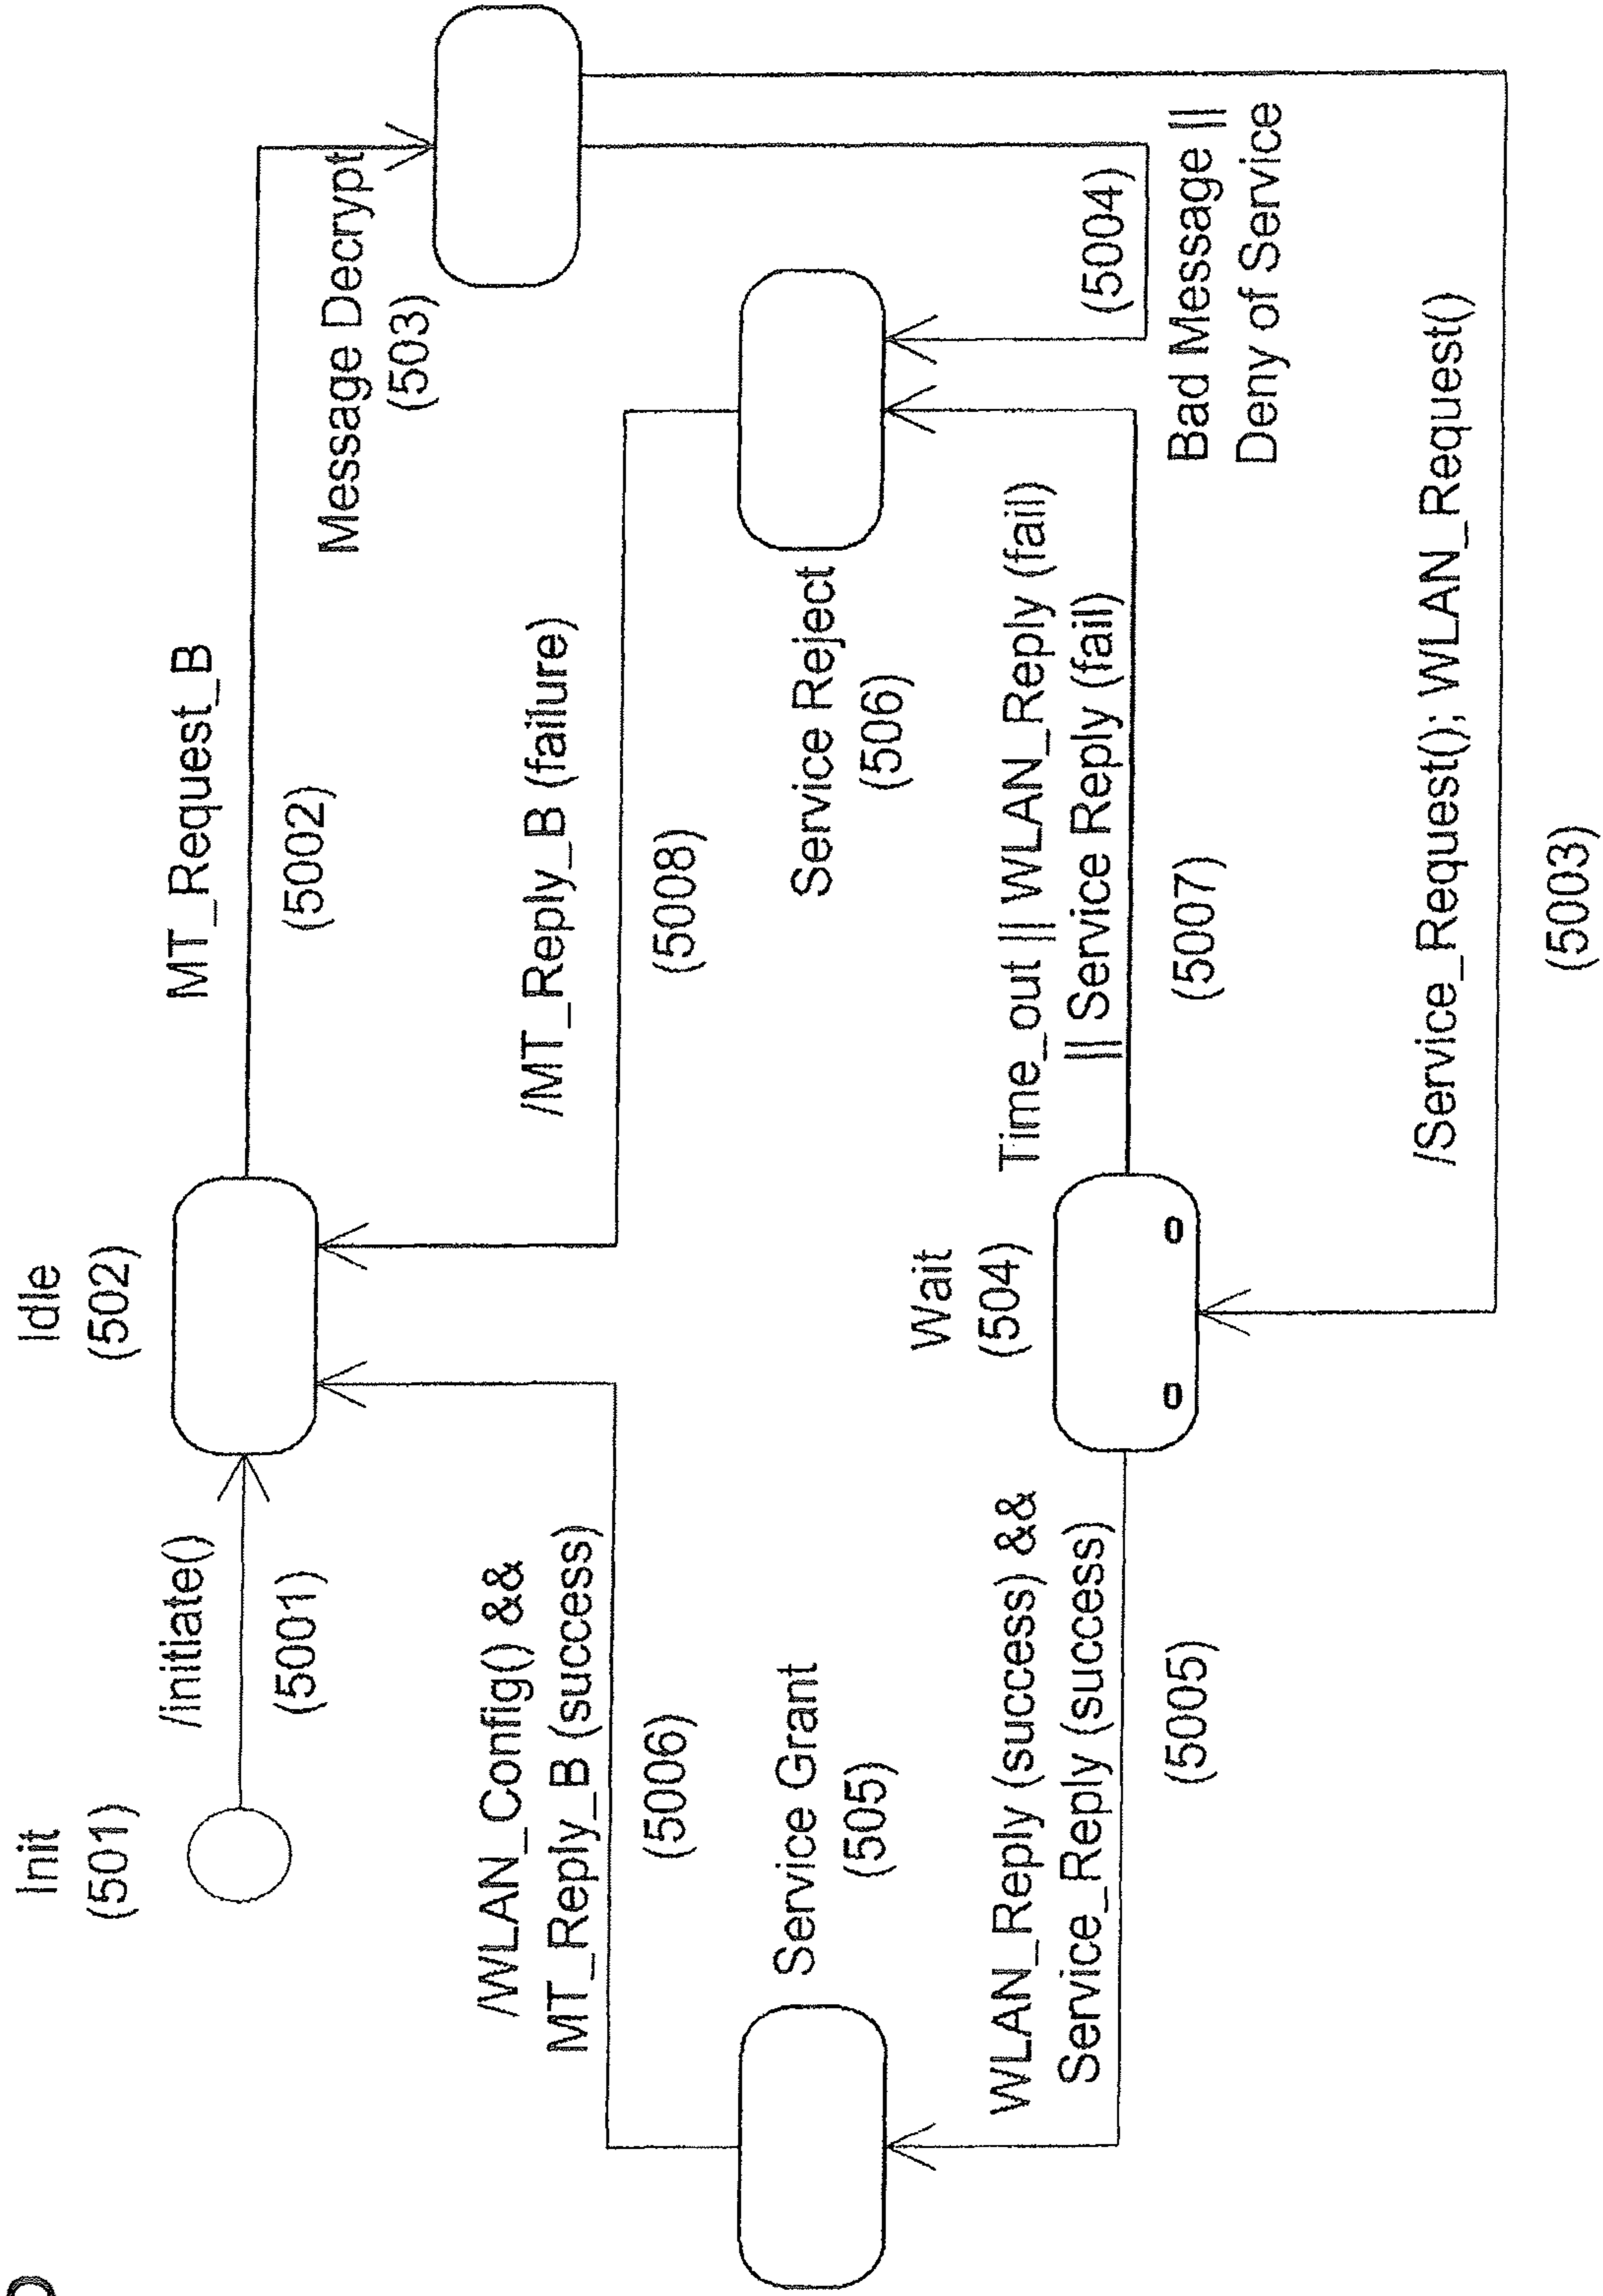 Init
(501)
/initiate()
(5001)
Idle
(502)
MT_Request_B
(5002)
Message Decrypt
(503)
/WLAN_Config() &&
MT_Reply_B (success)
(5006)
/MT_Reply_B (failure)
(5008)
Service Grant
(505)
Service Reject
(506)
Wait
(504)
WLAN_Reply (success) &&
Service_Reply (success)
(5005)
Time_out || WLAN_Reply (fail)
|| Service Reply (fail)
(5007)
(5004)
Bad Message ||
Deny of Service
/Service_Request(); WLAN_Request()
(5003)